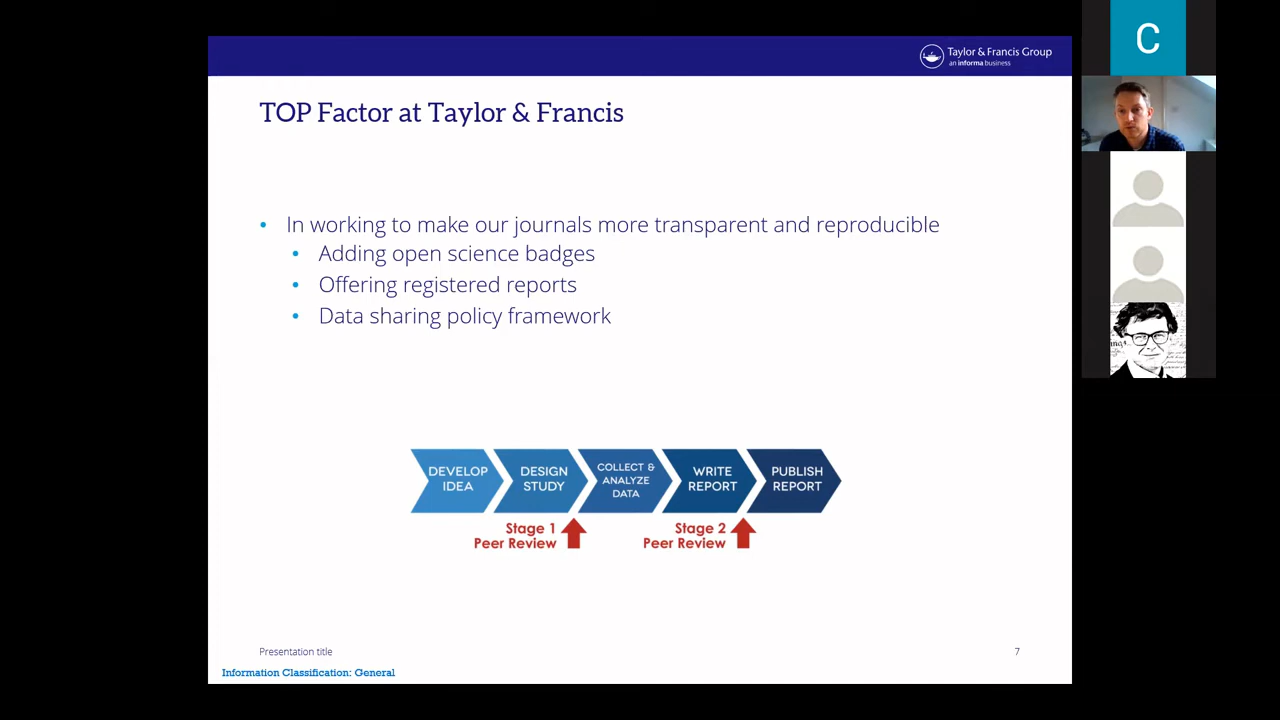 Taylor & Francis Group
an informa business
C
TOP Factor at Taylor & Francis
• In working to make our journals more transparent and reproducible
• Adding open science badges
• Offering registered reports
• Data sharing policy framework
DEVELOP IDEA
DESIGN STUDY
COLLECT & ANALYZE DATA
WRITE REPORT
PUBLISH REPORT
Stage 1
Peer Review
Stage 2
Peer Review
Presentation title
7
Information Classification: General